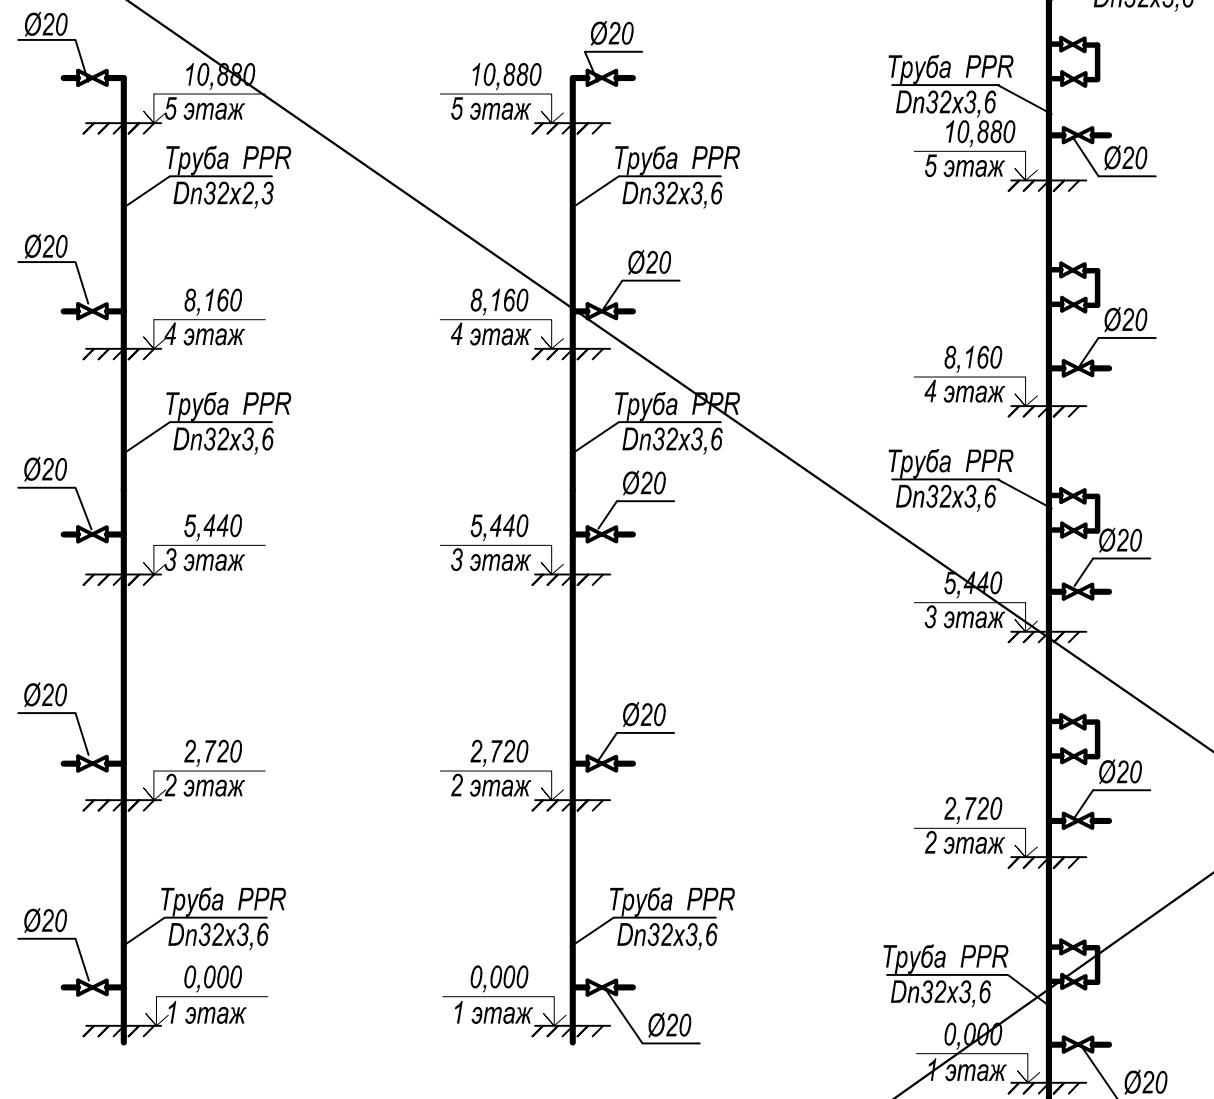 Ø20
10,880
5 этаж
Труба PPR
Dn32x2,3
Ø20
8,160
4 этаж
Труба PPR
Dn32x3,6
Ø20
5,440
3 этаж
Ø20
2,720
2 этаж
Труба PPR
Dn32x3,6
Ø20
0,000
1 этаж
Ø20
10,880
5 этаж
Труба PPR
Dn32x3,6
Ø20
8,160
4 этаж
Труба PPR
Dn32x3,6
Ø20
5,440
3 этаж
Ø20
2,720
2 этаж
Труба PPR
Dn32x3,6
0,000
1 этаж
Ø20
Dn32x3,6
Труба PPR
Dn32x3,6
10,880
5 этаж
Ø20
Ø20
8,160
4 этаж
Труба PPR
Dn32x3,6
Ø20
5,440
3 этаж
Ø20
2,720
2 этаж
Труба PPR
Dn32x3,6
0,000
1 этаж
Ø20